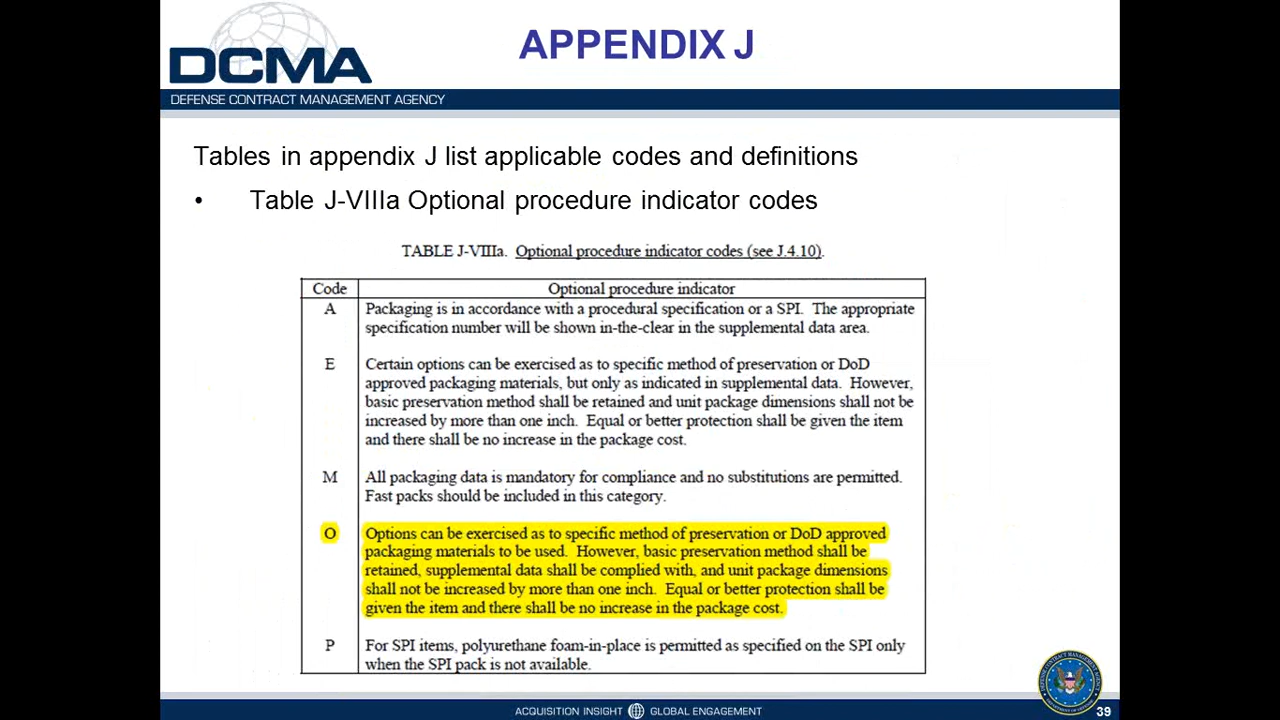 APPENDIX J
DCMA
DEFENSE CONTRACT MANAGEMENT AGENCY
Tables in appendix J list applicable codes and definitions
• Table J-VIIIa Optional procedure indicator codes
TABLE J-VIIIa. Optional procedure indicator codes (see J.4.10).
Code Optional procedure indicator
A Packaging is in accordance with a procedural specification or a SPI. The appropriate
specification number will be shown in-the-clear in the supplemental data area.
E Certain options can be exercised as to specific method of preservation or DoD
approved packaging materials, but only as indicated in supplemental data. However,
basic preservation method shall be retained and unit package dimensions shall not be
increased by more than one inch. Equal or better protection shall be given the item
and there shall be no increase in the package cost.
M All packaging data is mandatory for compliance and no substitutions are permitted.
Fast packs should be included in this category.
O Options can be exercised as to specific method of preservation or DoD approved
packaging materials to be used. However, basic preservation method shall be
retained, supplemental data shall be complied with, and unit package dimensions
shall not be increased by more than one inch. Equal or better protection shall be
given the item and there shall be no increase in the package cost.
P For SPI items, polyurethane foam-in-place is permitted as specified on the SPI only
when the SPI pack is not available.
ACQUISITION INSIGHT GLOBAL ENGAGEMENT
39